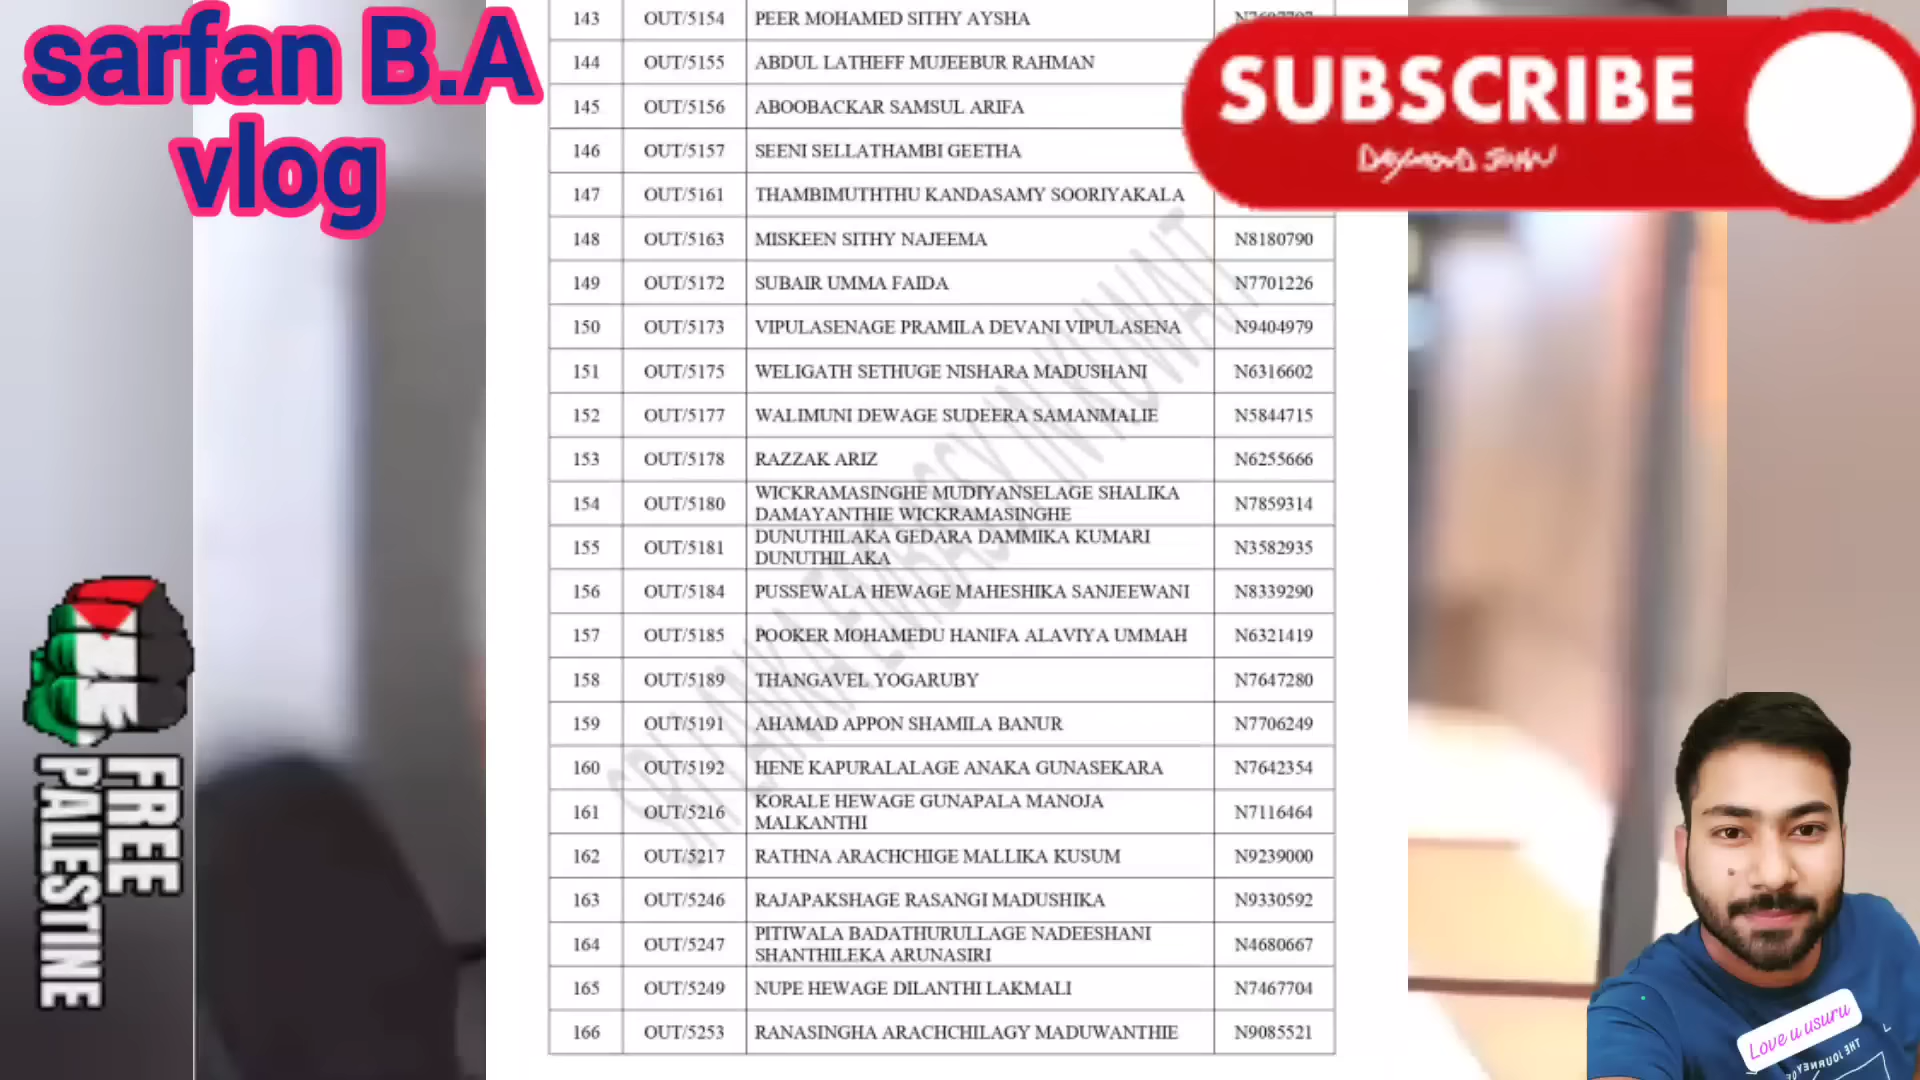 sarfan B.A
vlog
SUBSCRIBE
143 OUT/5154 PEER MOHAMED SITHY AYSHA
144 OUT/5155 ABDUL LATHEFF MUJEEBUR RAHMAN
145 OUT/5156 ABOOBACKAR SAMSUL ARIFA
146 OUT/5157 SEENI SELLATHAMBI GEETHA
147 OUT/5161 THAMBIMUTHTHU KANDASAMY SOORIYAKALA
148 OUT/5163 MISKEEN SITHY NAJEEMA N8180790
149 OUT/5172 SUBAIR UMMA FAIDA N7701226
150 OUT/5173 VIPULASENAGE PRAMILA DEVANI VIPULASENA N9404979
151 OUT/5175 WELIGATH SETHUGE NISHARA MADUSHANI N6316602
152 OUT/5177 WALIMUNI DEWAGE SUDEERA SAMANMALIE N5844715
153 OUT/5178 RAZZAK ARIZ N6255666
154 OUT/5180 WICKRAMASINGHE MUDIYANSELAGE SHALIKA
DAMAYANTHIE WICKRAMASINGHE N7859314
155 OUT/5181 DUNUTHILAKA GEDARA DAMMIKA KUMARI
DUNUTHILAKA N3582935
156 OUT/5184 PUSSEWALA HEWAGE MAHESHIKA SANJEEWANI N8339290
157 OUT/5185 POOKER MOHAMEDU HANIFA ALAVIYA UMMAH N6321419
158 OUT/5189 THANGAVEL YOGARUBY N7647280
159 OUT/5191 AHAMAD APPON SHAMILA BANUR N7706249
160 OUT/5192 HENE KAPURALALAGE ANAKA GUNASEKARA N7642354
161 OUT/5216 KORALE HEWAGE GUNAPALA MANOJA
MALKANTHI N7116464
162 OUT/5217 RATHNA ARACHCHIGE MALLIKA KUSUM N9239000
163 OUT/5246 RAJAPAKSHAGE RASANGI MADUSHIKA N9330592
164 OUT/5247 PITIWALA BADATHURULLAGE NADEESHANI
SHANTHILEKA ARUNASIRI N4680667
165 OUT/5249 NUPE HEWAGE DILANTHI LAKMALI N7467704
166 OUT/5253 RANASINGHA ARACHCHILAGY MADUWANTHIE N9085521
SRI LANKA EMBASSY IN KUWAIT
FREE
PALESTINE
Love u usuru
THE JOURNEY